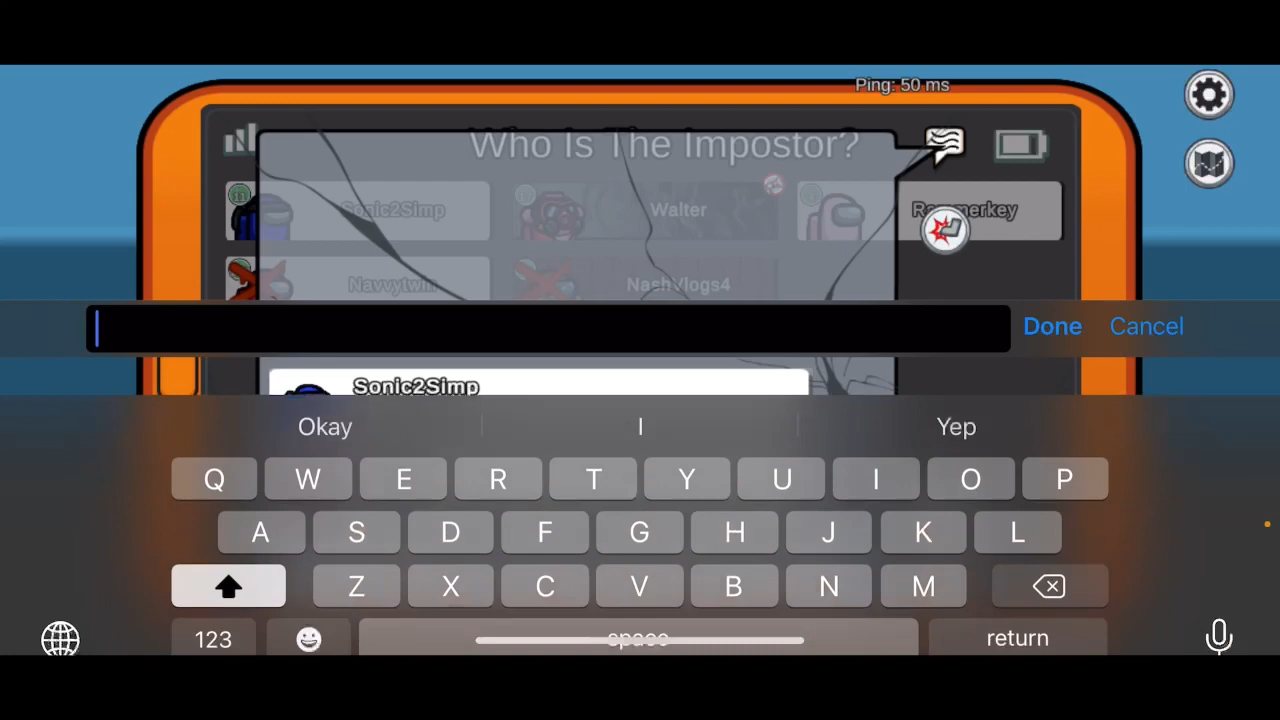 Ping: 50 ms
Who Is The Impostor?
Sonic2Simp
Walter
Navvytwin
NashVlogs4
Done
Cancel
Sonic2Simp
Okay
I
Yep
Q W E R T Y U I O P
A S D F G H J K L
Z X C V B N M
123
space
return